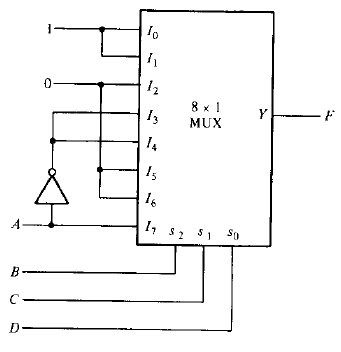 1 I₀
I₁
0 I₂
8 × 1
MUX
I₃
Y F
I₄
I₅
I₆
A I₇ s₂ s₁ s₀
B
C
D